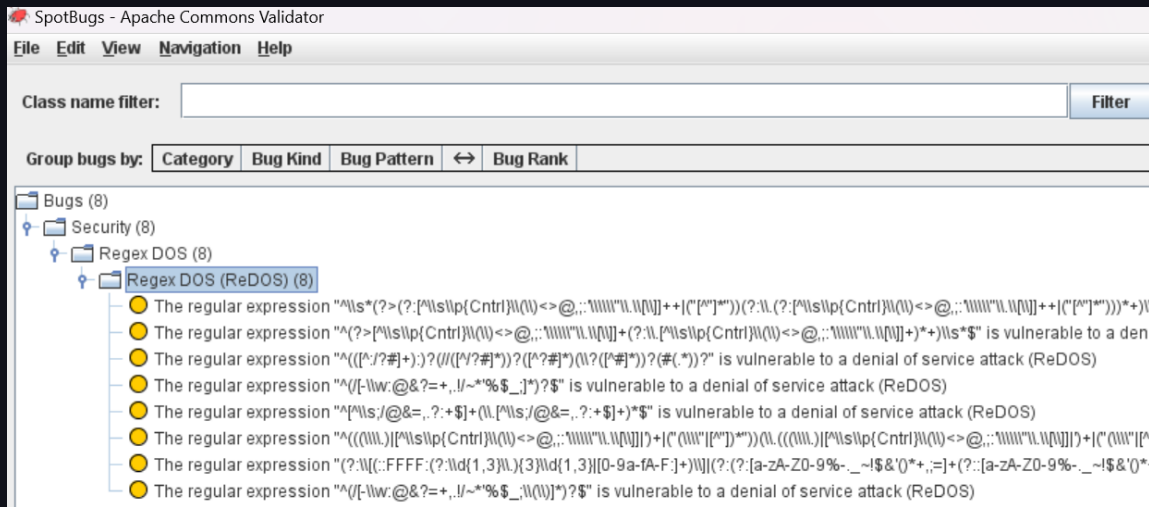 SpotBugs - Apache Commons Validator
File Edit View Navigation Help
Class name filter: Filter
Group bugs by: Category Bug Kind Bug Pattern ↔ Bug Rank
Bugs (8)
Security (8)
Regex DOS (8)
Regex DOS (ReDOS) (8)
The regular expression "^\\s*(?>(?:[^\\s\\p{Cntrl}\\(\\)<>@,;:'\\\\\\"\\.\\[\\]]++|("[^"]*"))(?:\\.(?:[^\\s\\p{Cntrl}\\(\\)<>@,;:'\\\\\\"\\.\\[\\]]++|("[^"]*")))*+)\\
The regular expression "^(?>[^\\s\\p{Cntrl}\\(\\)<>@,;:'\\\\\\"\\.\\[\\]]+(?:\\.[^\\s\\p{Cntrl}\\(\\)<>@,;:'\\\\\\"\\.\\[\\]]+)*+)\\s*$" is vulnerable to a den
The regular expression "^(([^:/?#]+):)?(//([^/?#]*))?([^?#]*)(\\?([^#]*))?(#(.*))?" is vulnerable to a denial of service attack (ReDOS)
The regular expression "^(/[-\\w:@&?=+,.!/~*'%$_;]*)?$" is vulnerable to a denial of service attack (ReDOS)
The regular expression "^[^\\s;/@&=,.?:+$]+(\\.[^\\s;/@&=,.?:+$]+)*$" is vulnerable to a denial of service attack (ReDOS)
The regular expression "^(((\\\\.)|[^\\s\\p{Cntrl}\\(\\)<>@,;:'\\\\\\"\\.\\[\\]]|')+|("(\\\\"|[^"])*"))(\\.(((\\\\.)|[^\\s\\p{Cntrl}\\(\\)<>@,;:'\\\\\\"\\.\\[\\]]|')+|("(\\\\"|[^
The regular expression "(?:\\[(::FFFF:(?:\\d{1,3}\\.){3}\\d{1,3}|[0-9a-fA-F:]+)\\]|(?:(?:[a-zA-Z0-9%-._~!$&'()*+,;=]+(?::[a-zA-Z0-9%-._~!$&'()*
The regular expression "^(/[-\\w:@&?=+,.!/~*'%$_;\\(\\)]*)?$" is vulnerable to a denial of service attack (ReDOS)